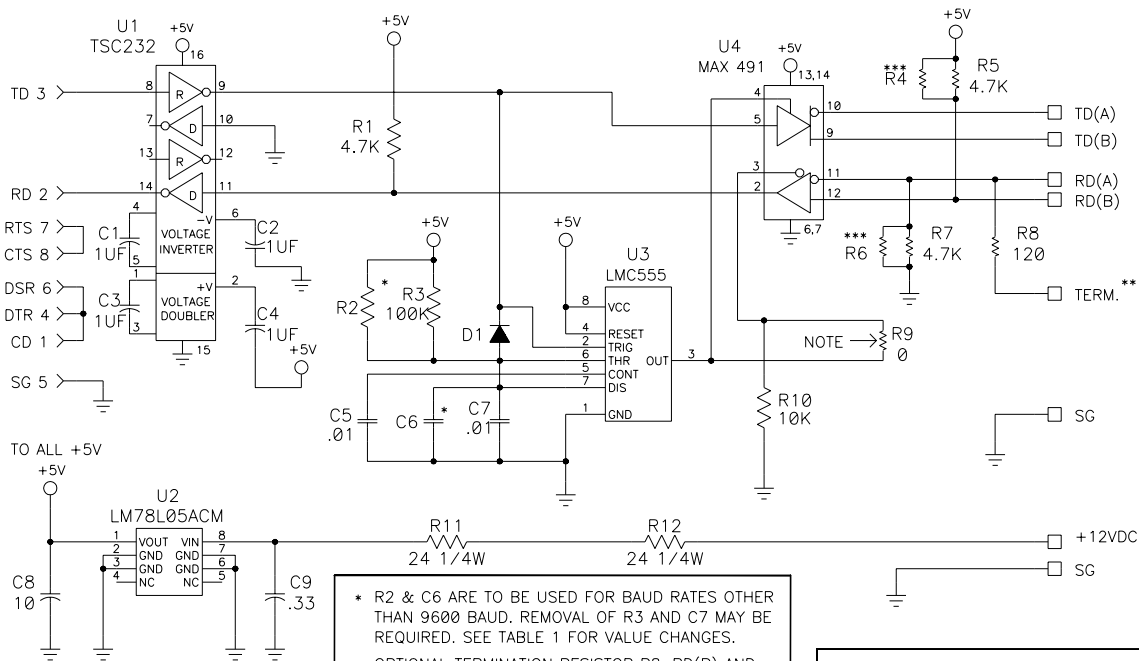 U1
TSC232
+5V
16
TD 3
8
R
9
7
D
10
13
R
12
RD 2
14
D
11
RTS 7
CTS 8
DSR 6
DTR 4
CD 1
SG 5
4
C1
1UF
5
-V
VOLTAGE
INVERTER
6
C2
1UF
1
C3
1UF
3
+V
VOLTAGE
DOUBLER
2
C4
1UF
+5V
15
+5V
R1
4.7K
U4
MAX 491
+5V
13,14
4
5
10
9
3
2
11
12
6,7
+5V
***
R4
R5
4.7K
TD(A)
TD(B)
RD(A)
RD(B)
***
R6
R7
4.7K
R8
120
TERM. **
+5V
R2
*
R3
100K
D1
+5V
U3
LMC555
8 VCC
4 RESET
2 TRIG
6 THR
OUT 3
5 CONT
7 DIS
1 GND
C5
.01
C6
*
C7
.01
NOTE
R9
0
R10
10K
SG
TO ALL +5V
+5V
U2
LM78L05ACM
1 VOUT VIN 8
2 GND GND 7
3 GND GND 6
4 NC NC 5
C8
10
C9
.33
R11
24 1/4W
R12
24 1/4W
+12VDC
SG
* R2 & C6 ARE TO BE USED FOR BAUD RATES OTHER
THAN 9600 BAUD. REMOVAL OF R3 AND C7 MAY BE
REQUIRED. SEE TABLE 1 FOR VALUE CHANGES.
OPTIONAL TERMINATION RESISTOR R8, RD(B) AND